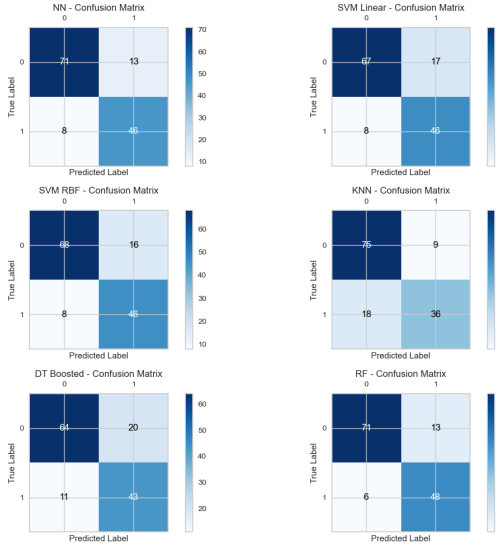 NN - Confusion Matrix
0 1
0 71 13
1 8 46
True Label
Predicted Label
70
60
50
40
30
20
10
SVM Linear - Confusion Matrix
0 1
0 67 17
1 8 46
True Label
Predicted Label
SVM RBF - Confusion Matrix
0 1
0 68 16
1 8 46
True Label
Predicted Label
60
50
40
30
20
10
KNN - Confusion Matrix
0 1
0 75 9
1 18 36
True Label
Predicted Label
DT Boosted - Confusion Matrix
0 1
0 64 20
1 11 43
True Label
Predicted Label
60
50
40
30
20
RF - Confusion Matrix
0 1
0 71 13
1 6 48
True Label
Predicted Label